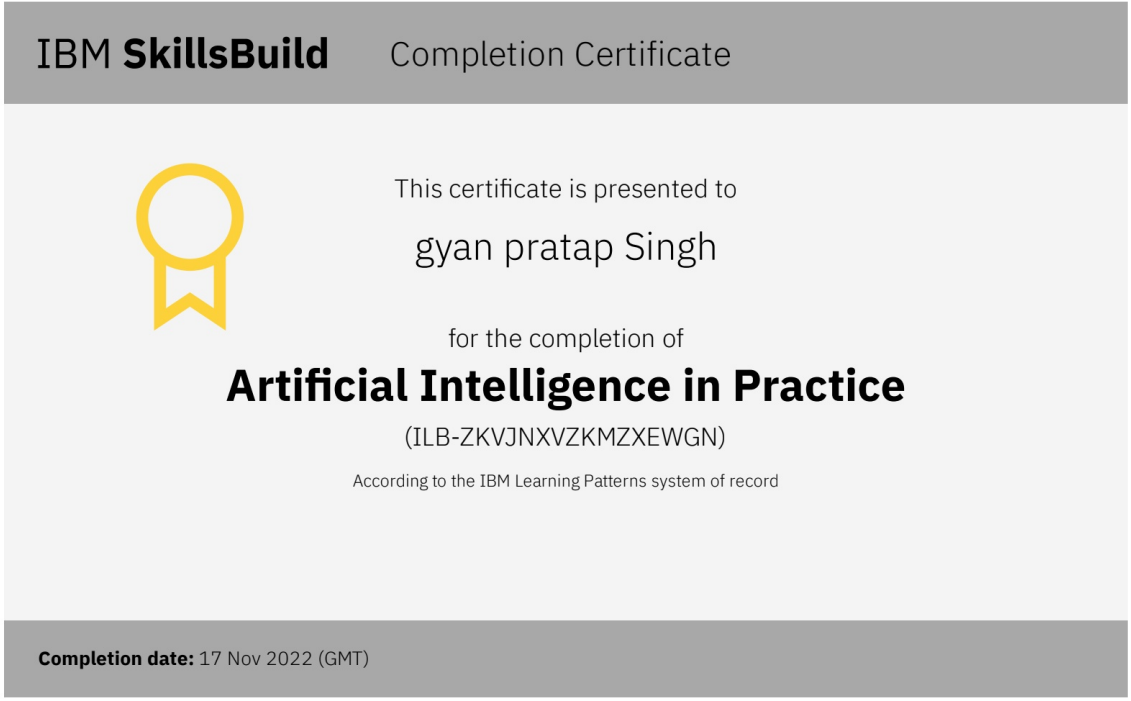 IBM SkillsBuild Completion Certificate
This certificate is presented to
gyan pratap Singh
for the completion of
Artificial Intelligence in Practice
(ILB-ZKVJNXVZKMZXEWGN)
According to the IBM Learning Patterns system of record
Completion date: 17 Nov 2022 (GMT)